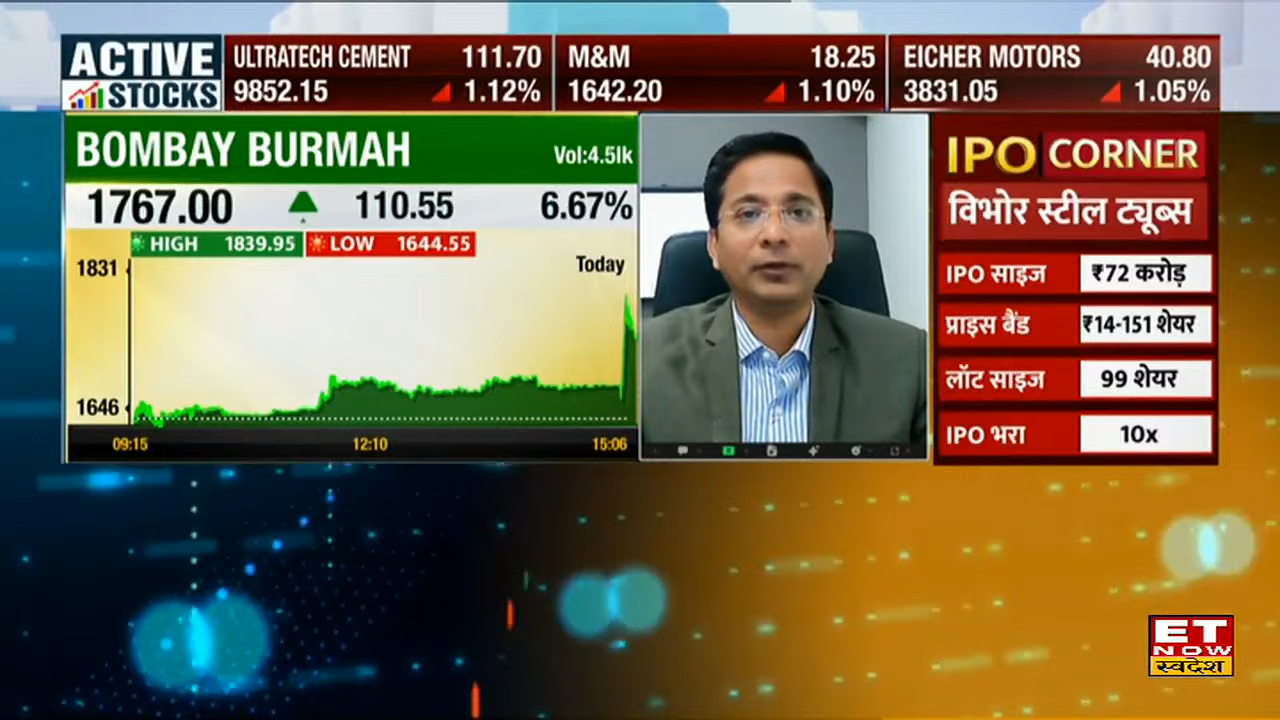 ACTIVE STOCKS
ULTRATECH CEMENT 111.70
9852.15 1.12%
M&M 18.25
1642.20 1.10%
EICHER MOTORS 40.80
3831.05 1.05%
BOMBAY BURMAH Vol:4.5lk
1767.00 110.55 6.67%
HIGH 1839.95 LOW 1644.55
Today
1831
1646
09:15 12:10 15:06
IPO CORNER
विभोर स्टील ट्यूब्स
IPO साइज ₹72 करोड़
प्राइस बैंड ₹14-151 शेयर
लॉट साइज 99 शेयर
IPO भरा 10x
ET
NOW
स्वदेश